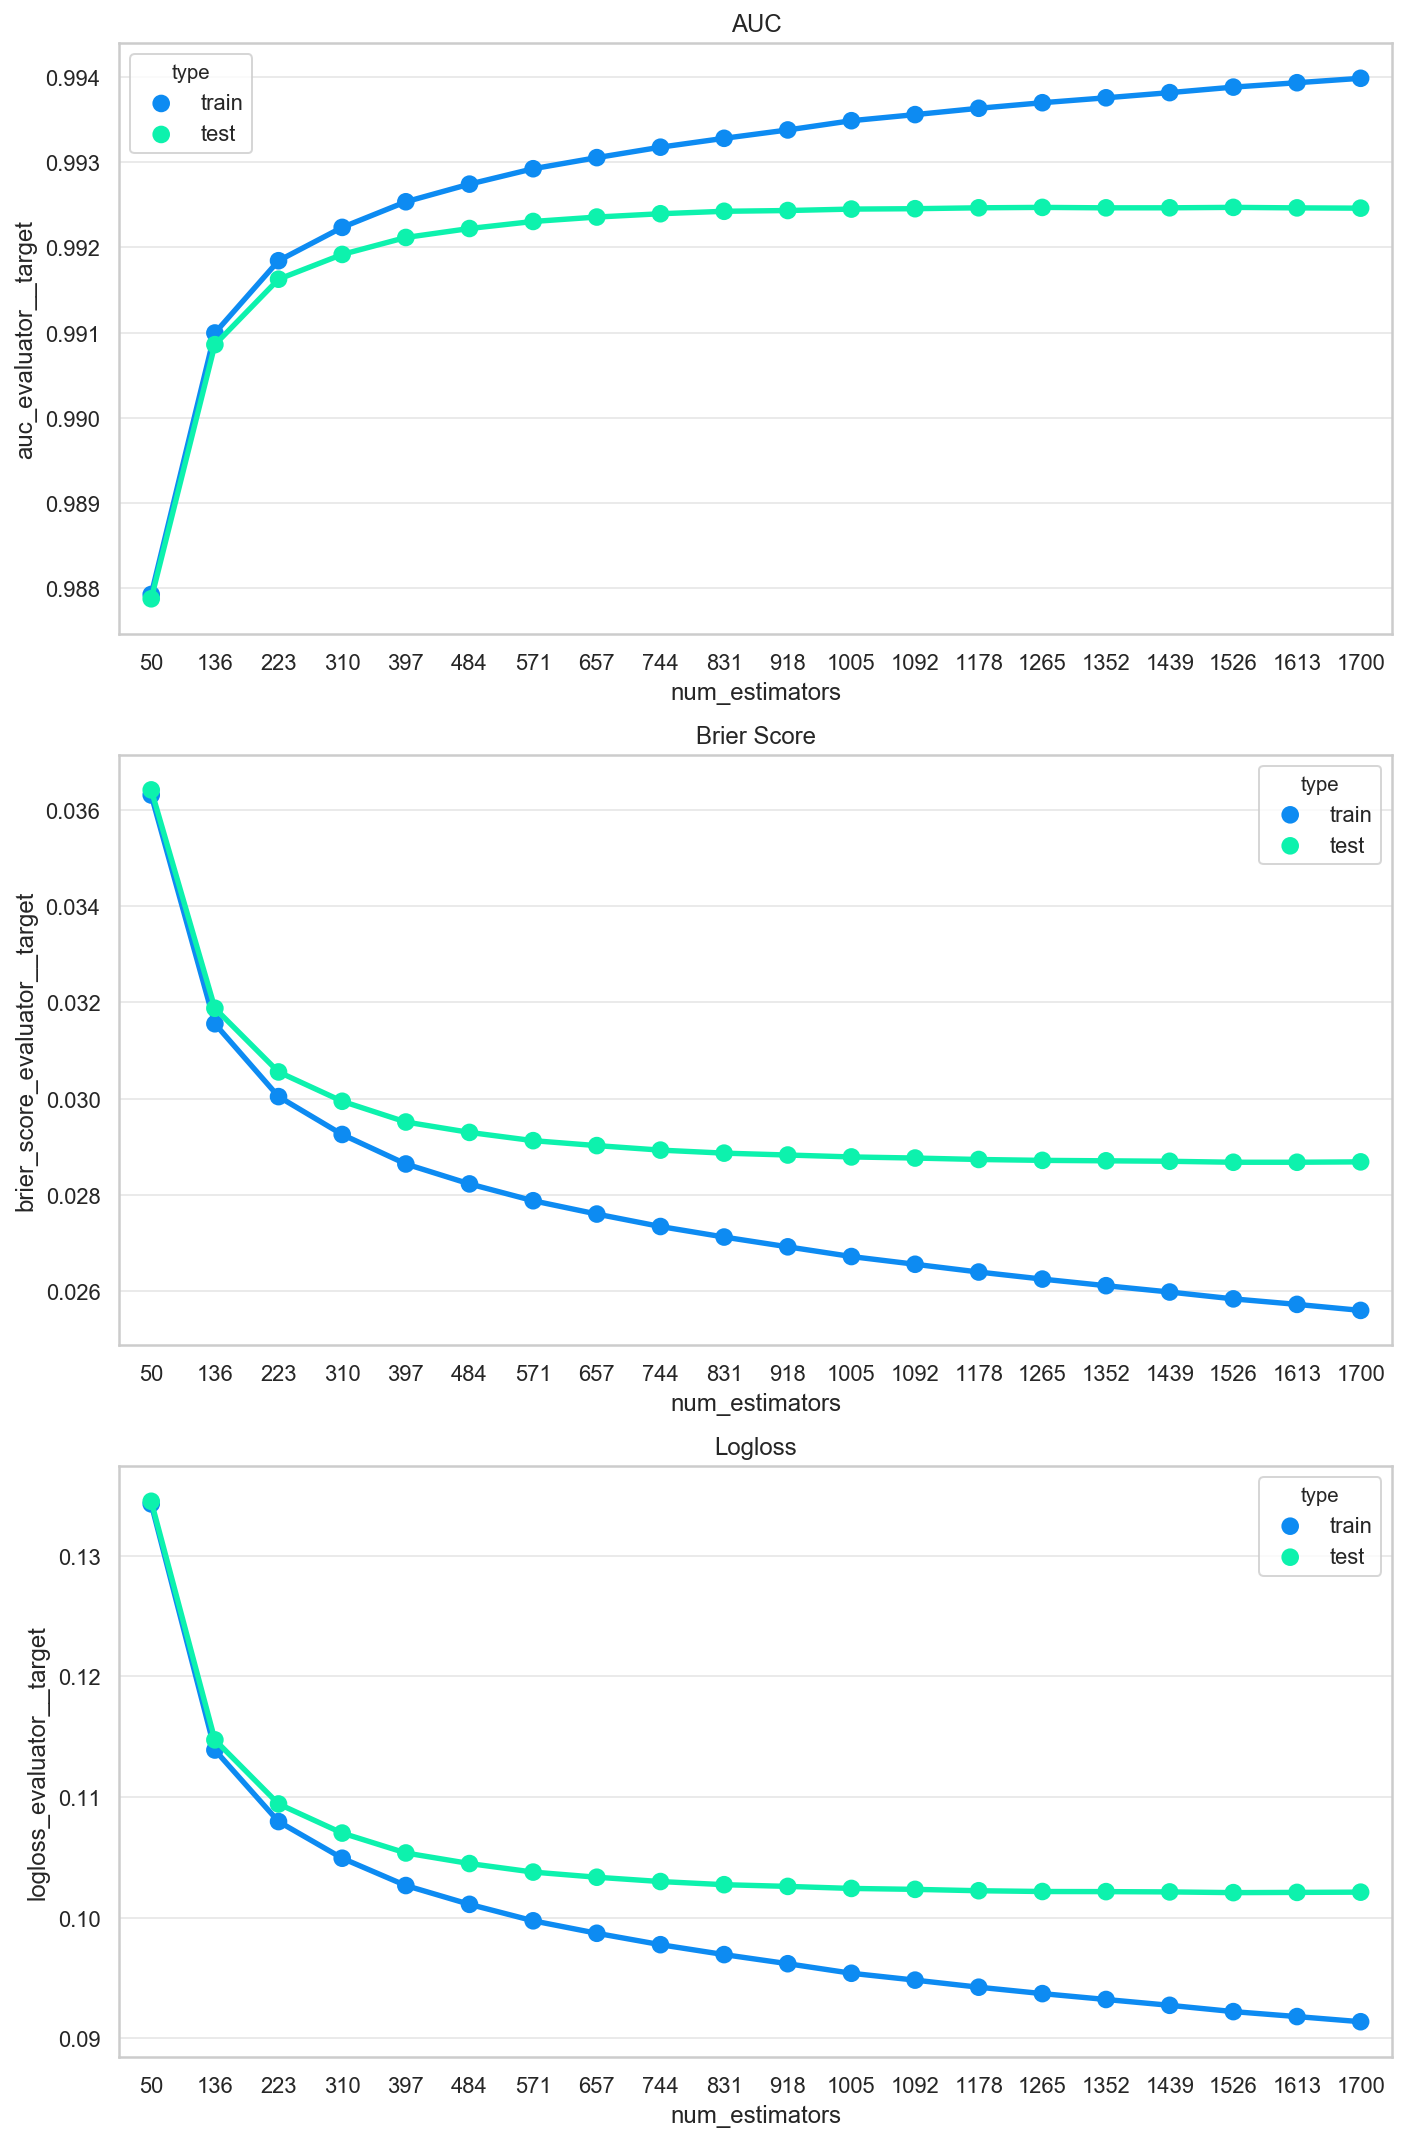 AUC
type
train
test
0.994
0.993
0.992
0.991
0.990
0.989
0.988
auc_evaluator__target
50 136 223 310 397 484 571 657 744 831 918 1005 1092 1178 1265 1352 1439 1526 1613 1700
num_estimators
Brier Score
type
train
test
0.036
0.034
0.032
0.030
0.028
0.026
brier_score_evaluator__target
50 136 223 310 397 484 571 657 744 831 918 1005 1092 1178 1265 1352 1439 1526 1613 1700
num_estimators
Logloss
type
train
test
0.13
0.12
0.11
0.10
0.09
logloss_evaluator__target
50 136 223 310 397 484 571 657 744 831 918 1005 1092 1178 1265 1352 1439 1526 1613 1700
num_estimators